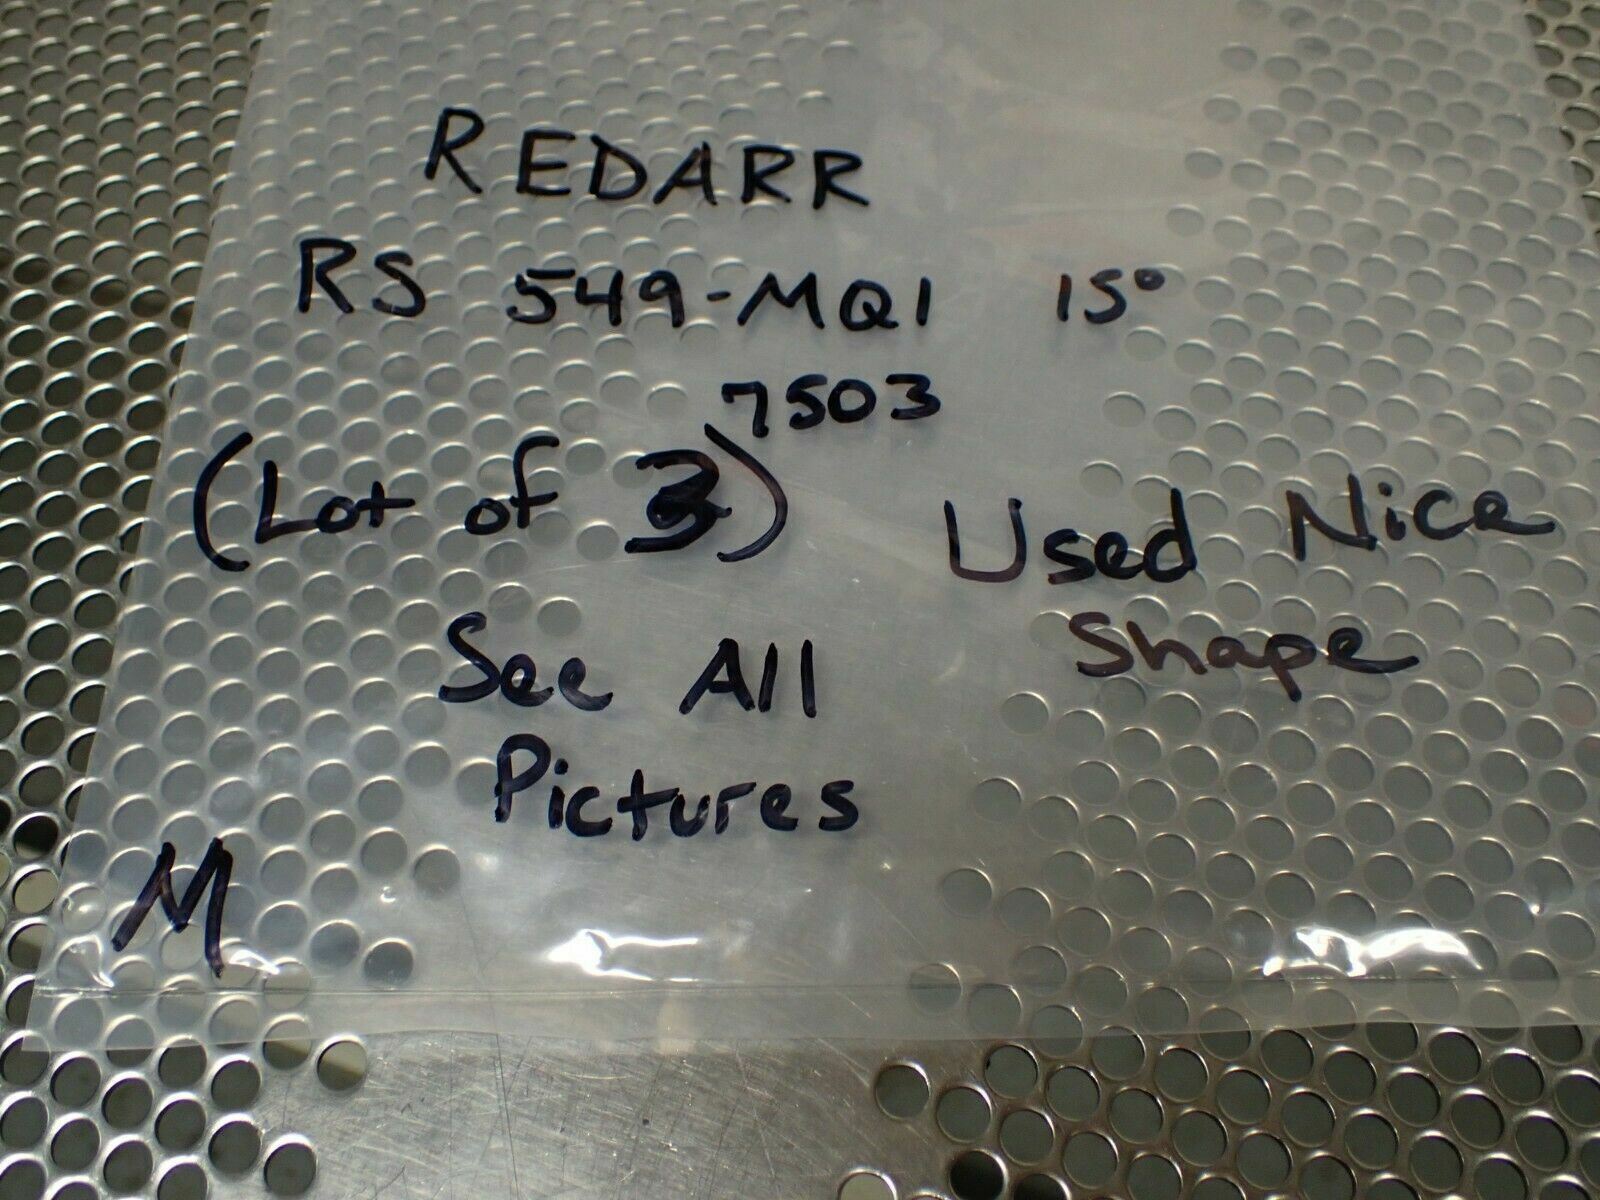 REDARR
RS 549-MQ1 15°
7503
(Lot of 3)
Used Nice
Shape
See All
Pictures
M